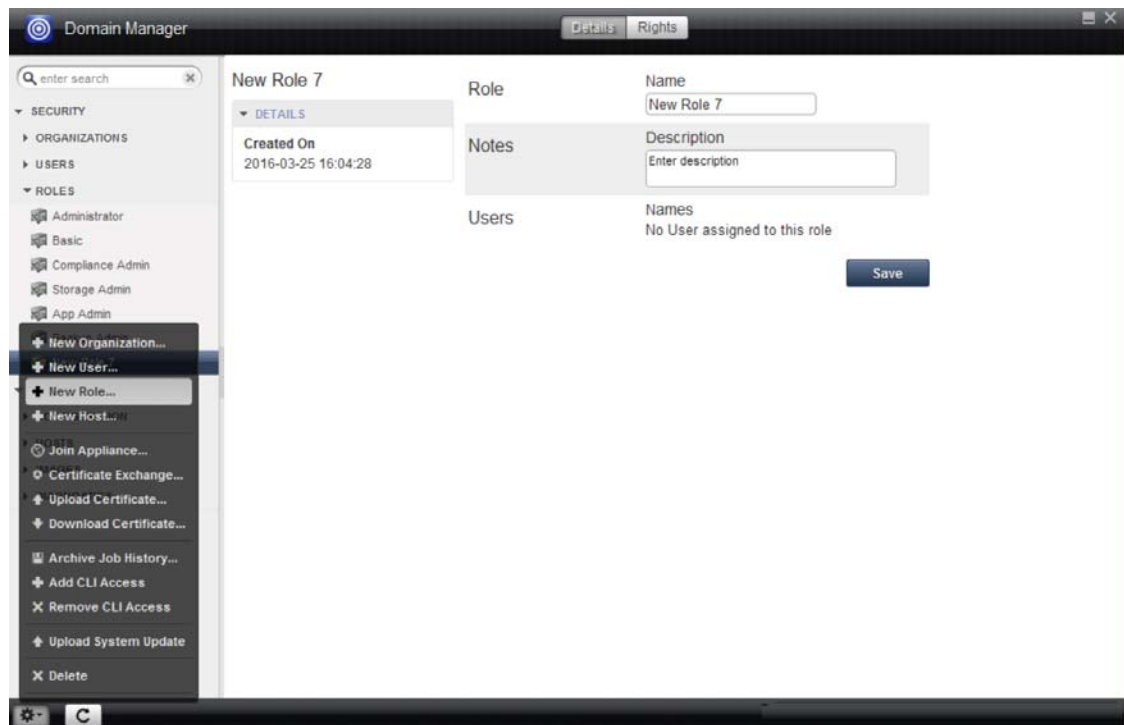 Domain Manager
Details
Rights
enter search
SECURITY
ORGANIZATIONS
USERS
ROLES
Administrator
Basic
Compliance Admin
Storage Admin
App Admin
New Organization...
New User...
New Role...
New Host...
Join Appliance...
Certificate Exchange...
Upload Certificate...
Download Certificate...
Archive Job History...
Add CLI Access
Remove CLI Access
Upload System Update
Delete
New Role 7
DETAILS
Created On
2016-03-25 16:04:28
Role
Name
New Role 7
Notes
Description
Enter description
Users
Names
No User assigned to this role
Save